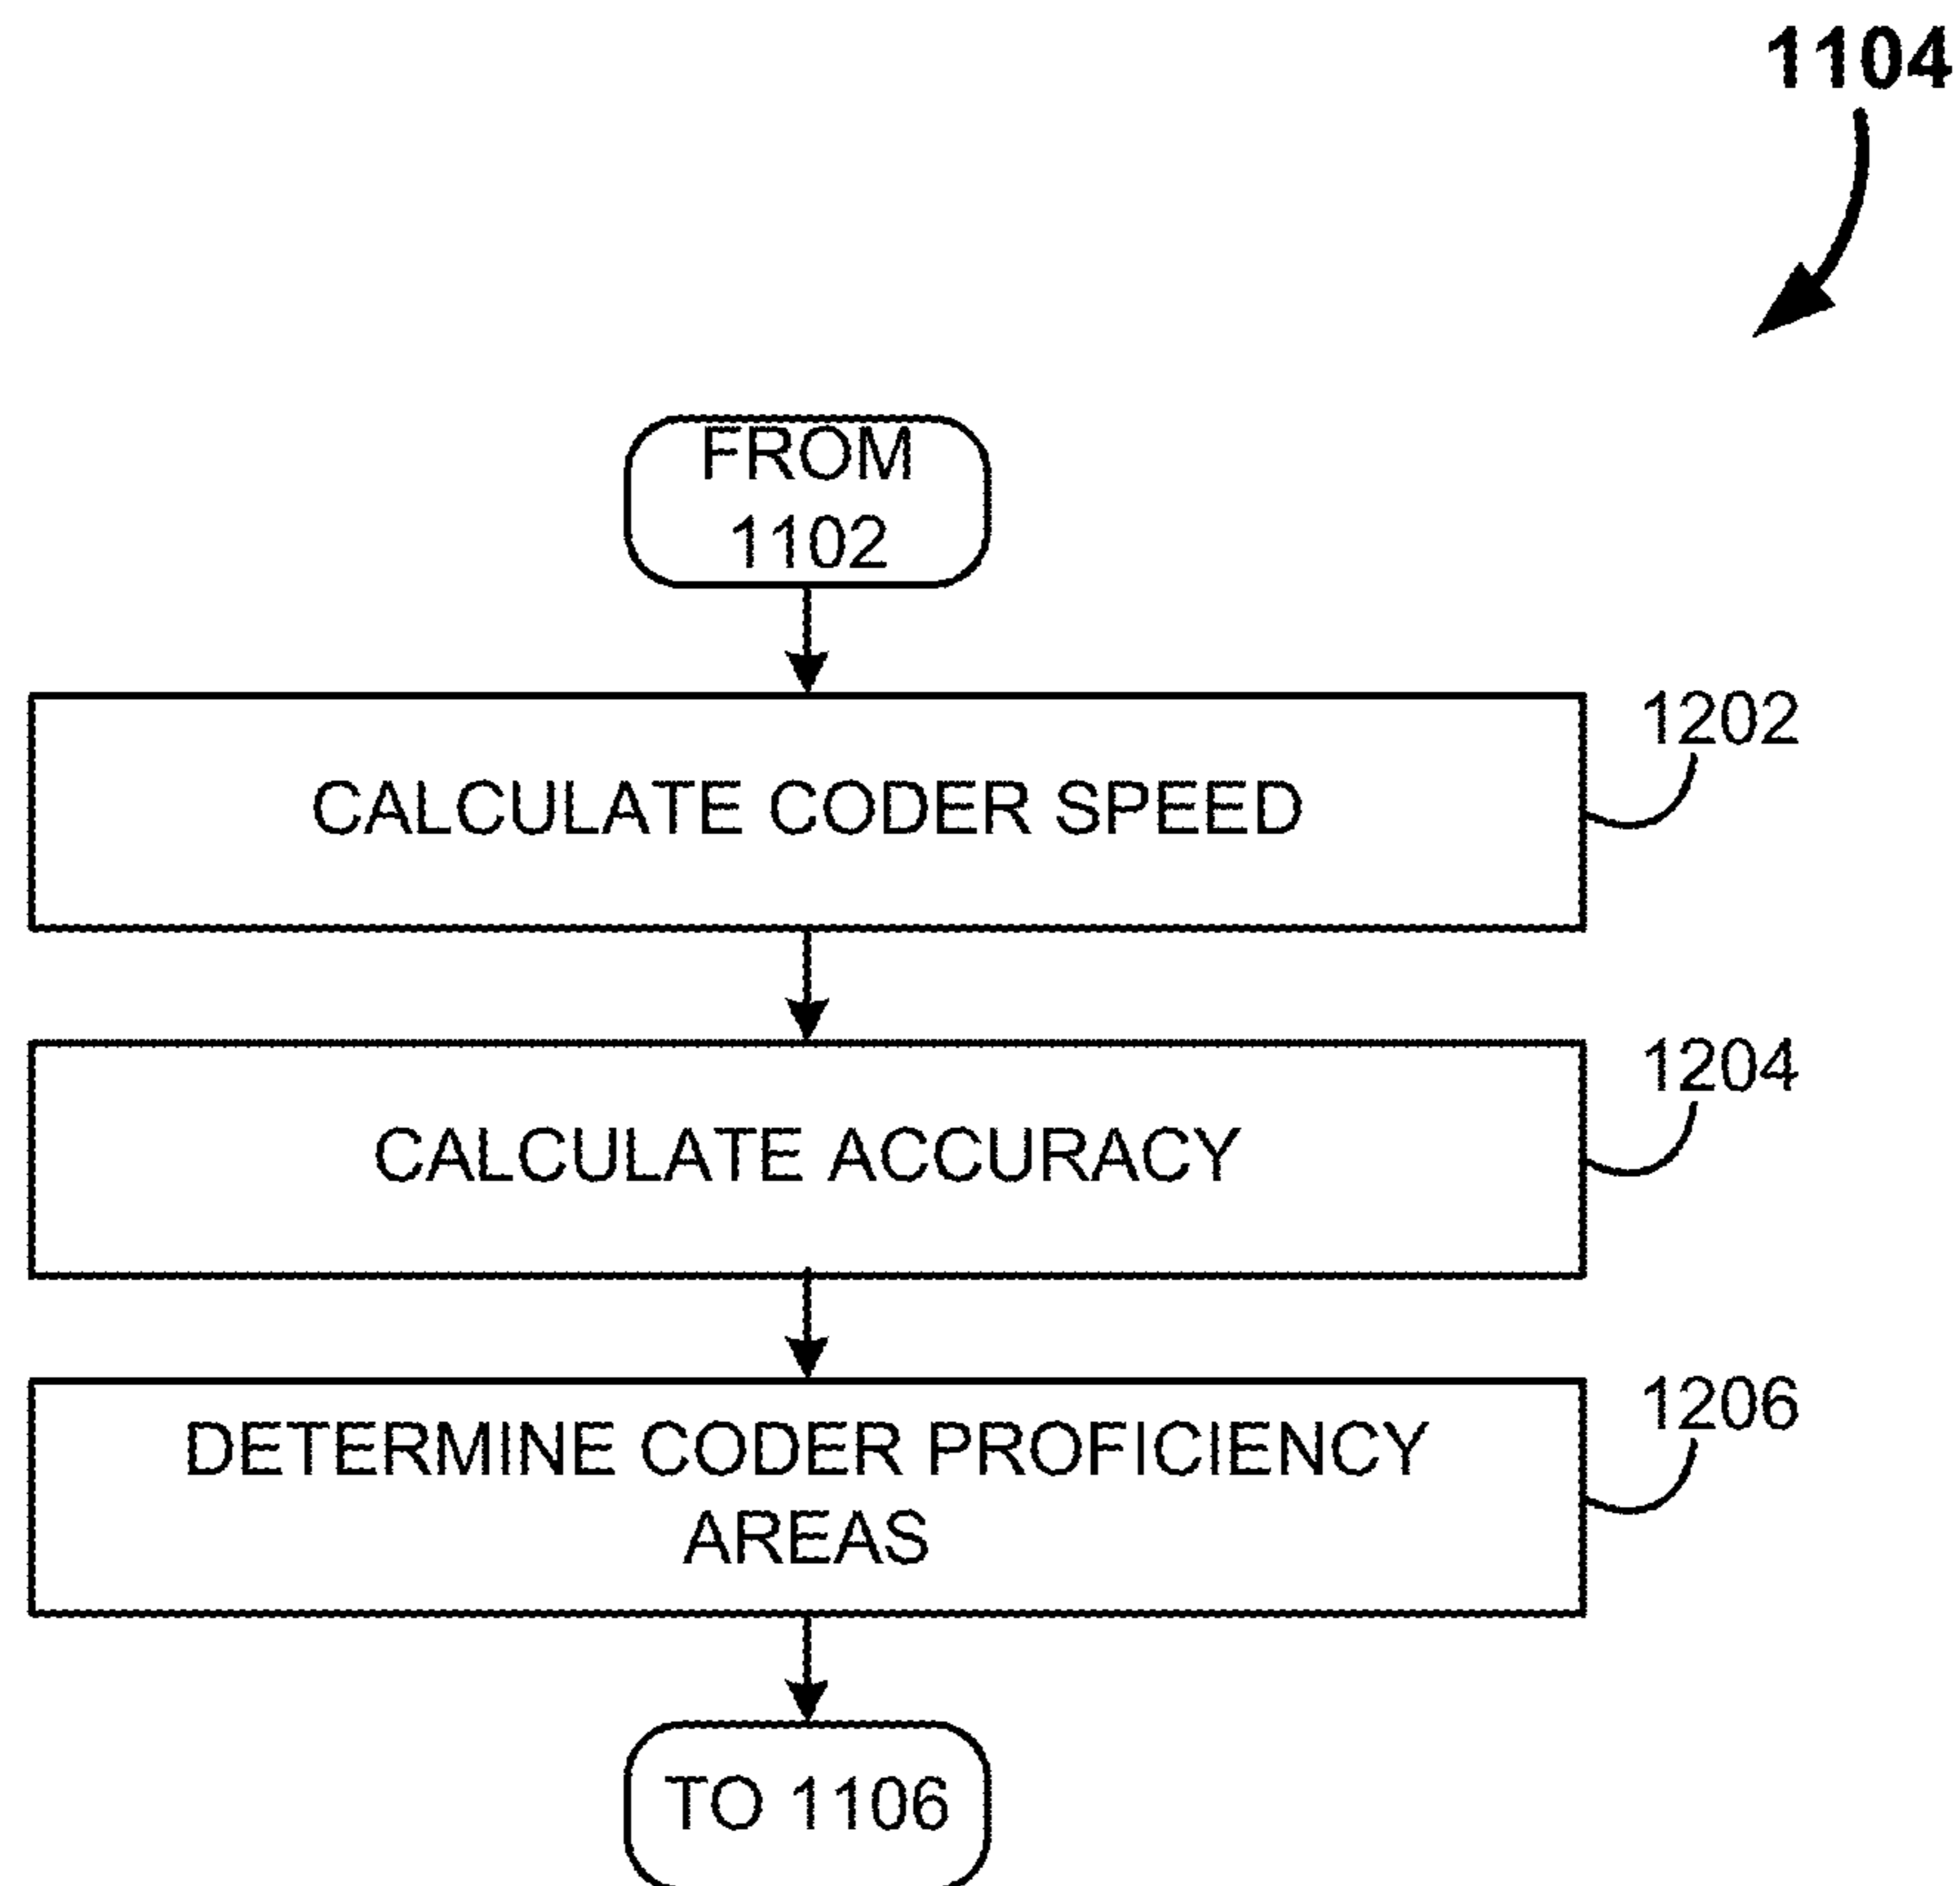 1104
FROM
1102
CALCULATE CODER SPEED
1202
CALCULATE ACCURACY
1204
DETERMINE CODER PROFICIENCY
AREAS
1206
TO 1106